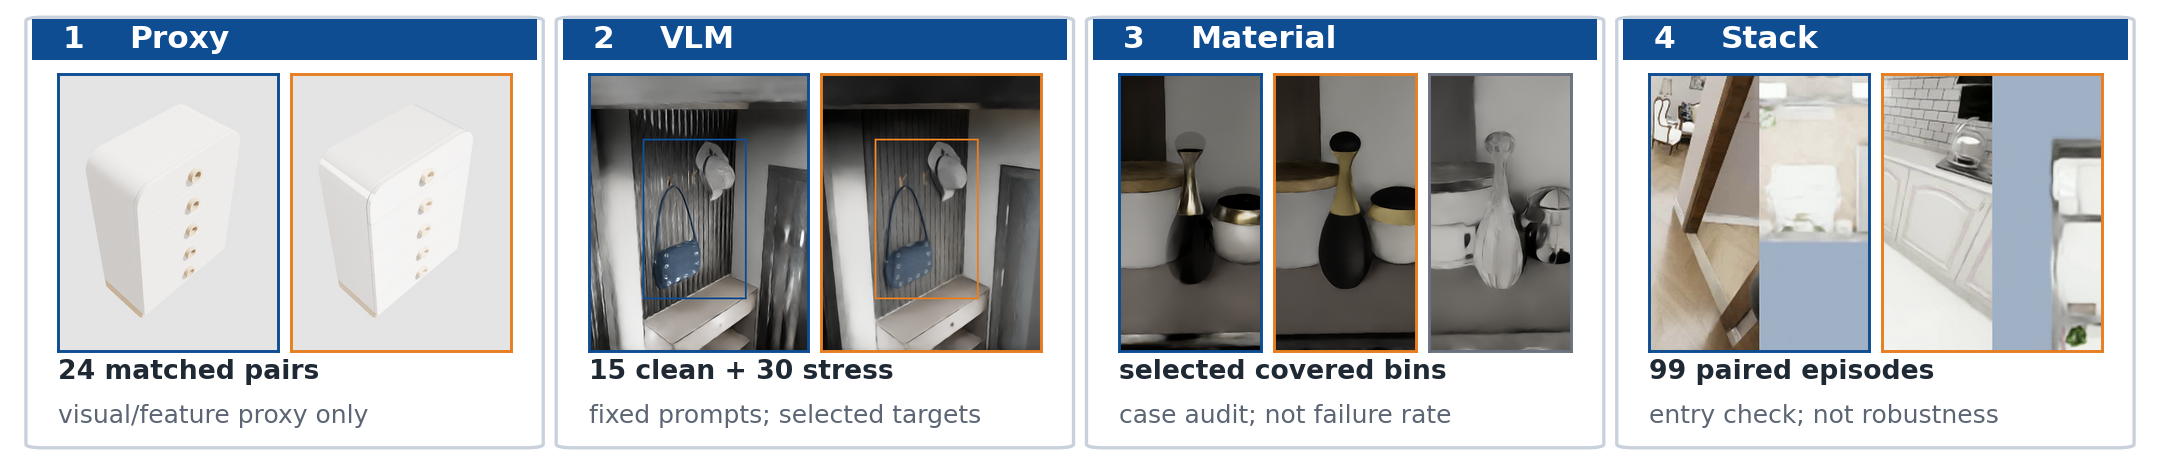 1 Proxy
24 matched pairs
visual/feature proxy only
2 VLM
15 clean + 30 stress
fixed prompts; selected targets
3 Material
selected covered bins
case audit; not failure rate
4 Stack
99 paired episodes
entry check; not robustness